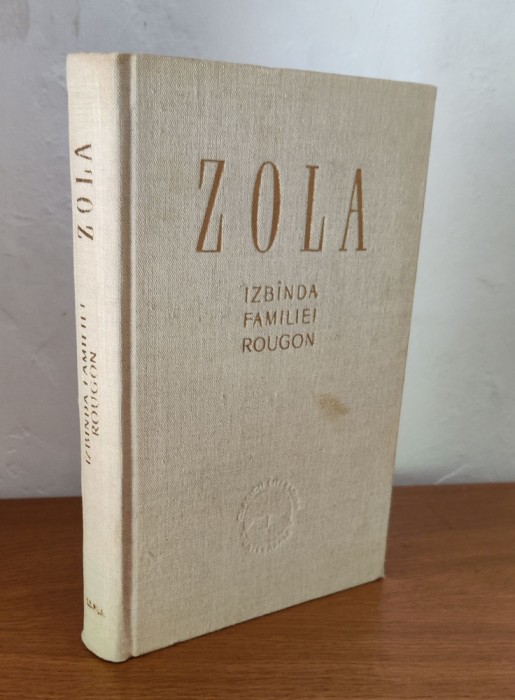 ZOLA
IZBÎNDA
FAMILIEI
ROUGON
ZOLA
IZBÎNDA FAMILIEI
ROUGON